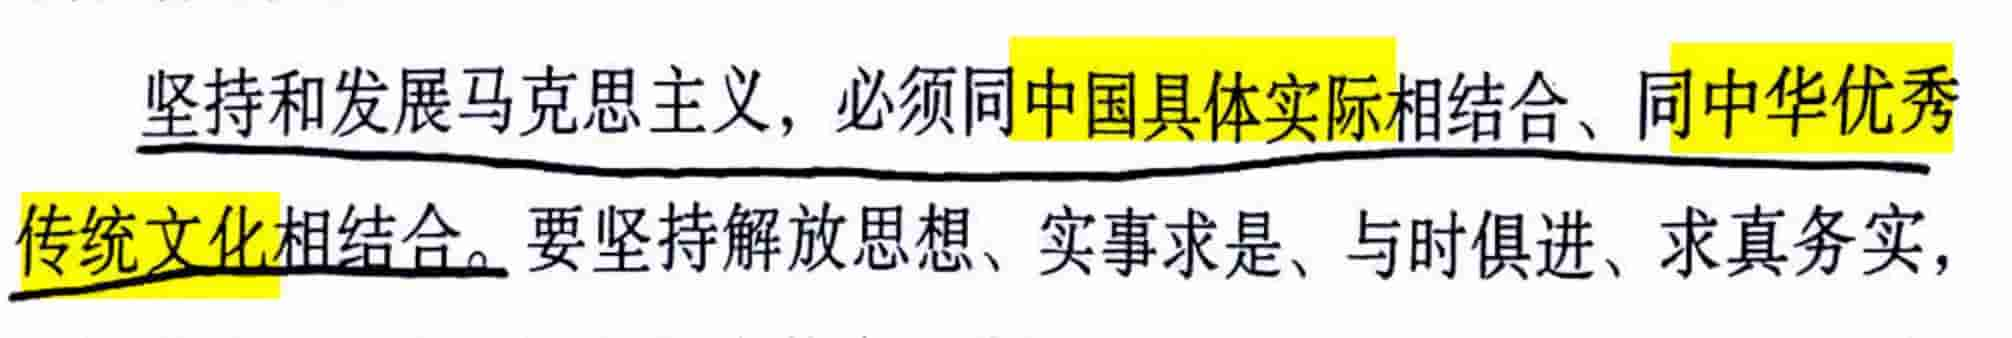 坚持和发展马克思主义，必须同中国具体实际相结合、同中华优秀
传统文化相结合。要坚持解放思想、实事求是、与时俱进、求真务实，